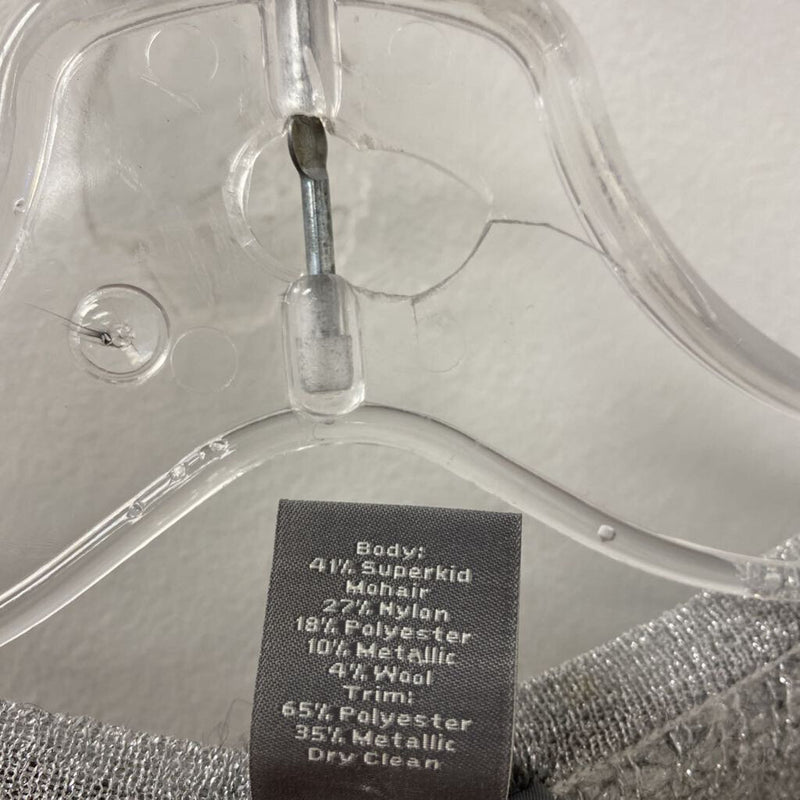 Body:
41% Superkid
Mohair
27% Nylon
18% Polyester
10% Metallic
4% Wool
Trim:
65% Polyester
35% Metallic
Dry Clean